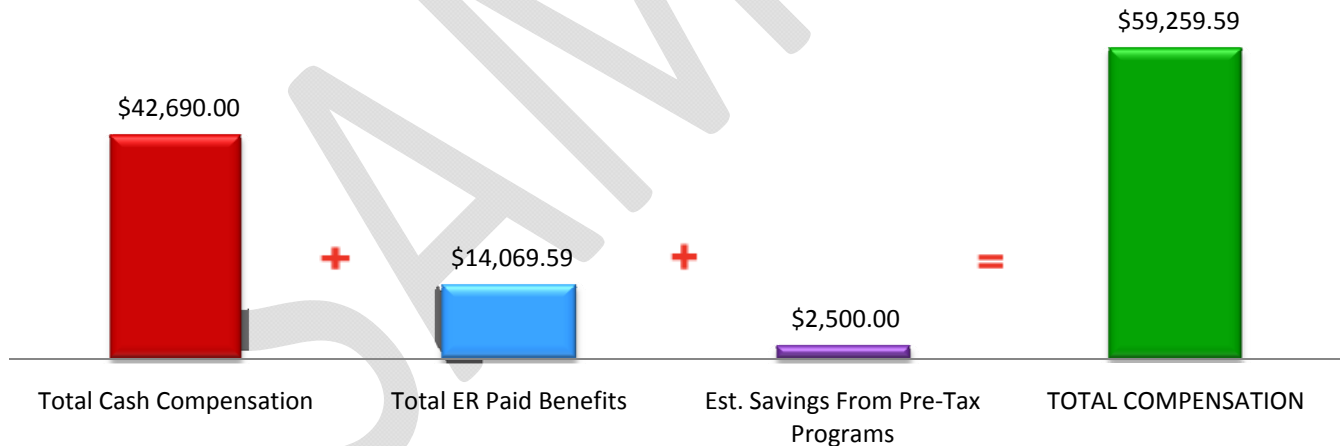 $59,259.59
$42,690.00
+
$14,069.59
+
$2,500.00
=
Total Cash Compensation
Total ER Paid Benefits
Est. Savings From Pre-Tax
Programs
TOTAL COMPENSATION
SAM